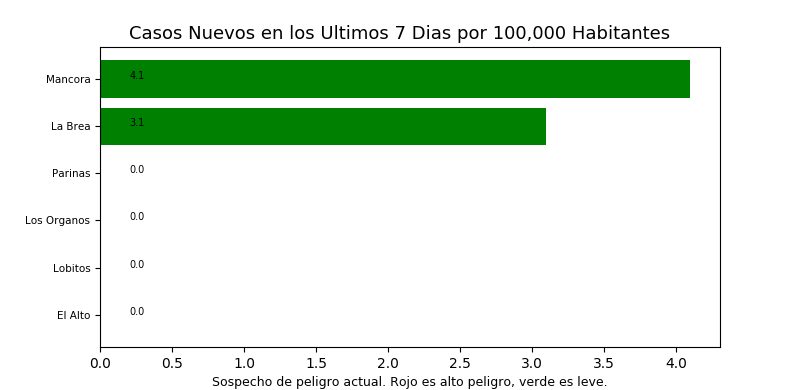 Casos Nuevos en los Ultimos 7 Dias por 100,000 Habitantes
Mancora 4.1
La Brea 3.1
Parinas 0.0
Los Organos 0.0
Lobitos 0.0
El Alto 0.0
0.0 0.5 1.0 1.5 2.0 2.5 3.0 3.5 4.0
Sospecho de peligro actual. Rojo es alto peligro, verde es leve.